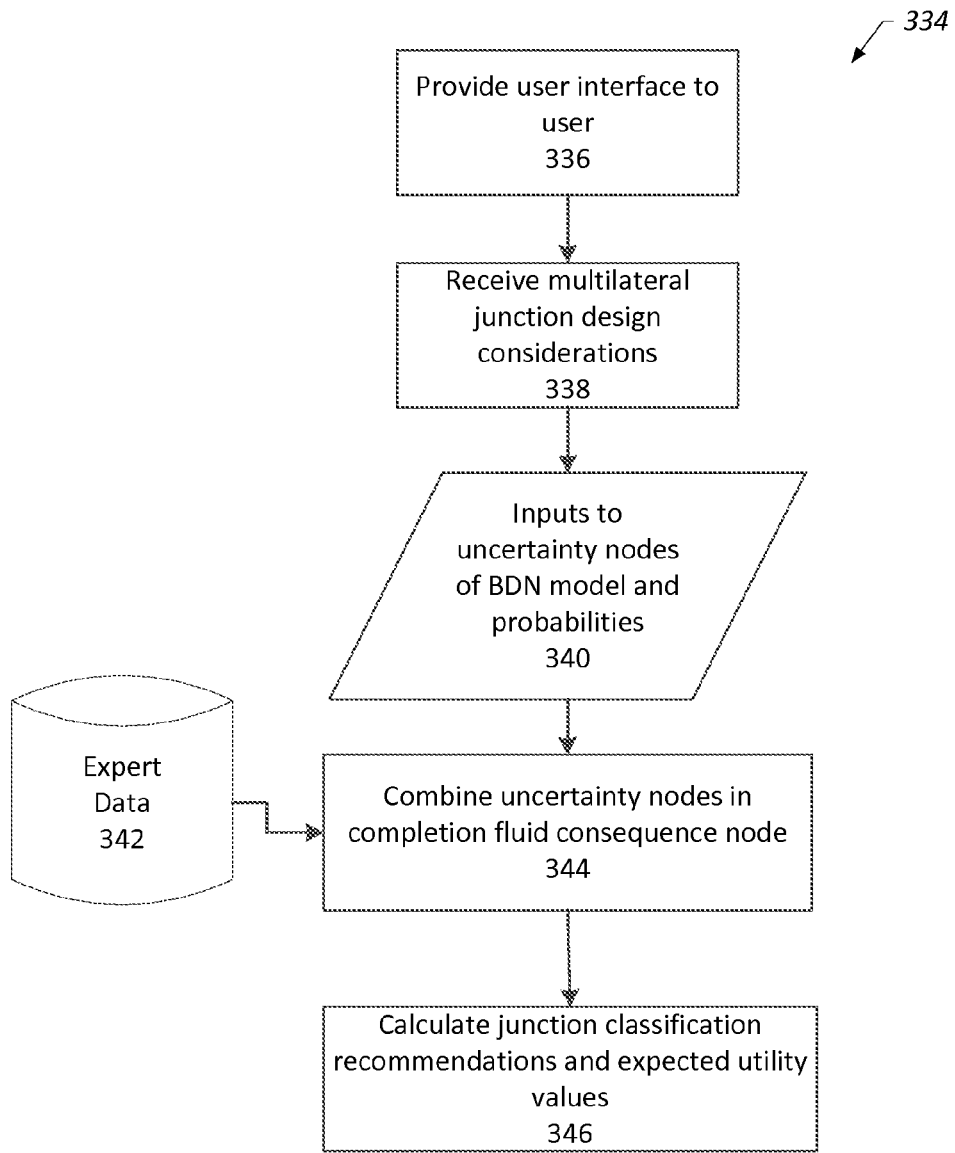 334
Provide user interface to
user
336
Receive multilateral
junction design
considerations
338
Inputs to
uncertainty nodes
of BDN model and
probabilities
340
Expert
Data
342
Combine uncertainty nodes in
completion fluid consequence node
344
Calculate junction classification
recommendations and expected utility
values
346